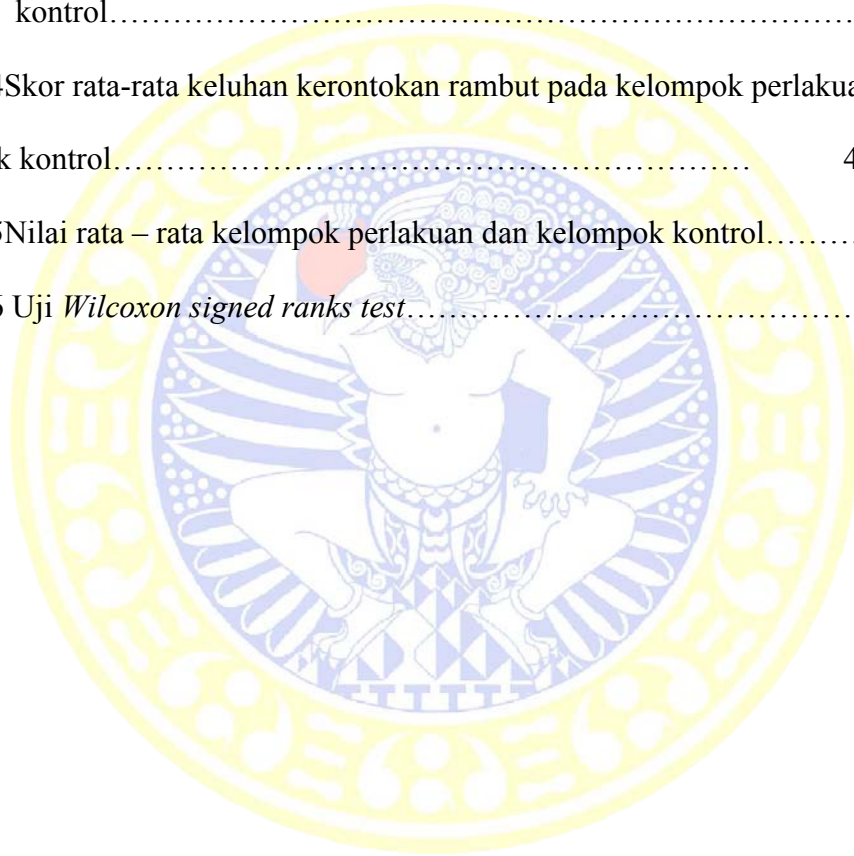 kontrol……………………………………………………………
4Skor rata-rata keluhan kerontokan rambut pada kelompok perlakua
k kontrol…………………………………………………… 4
5Nilai rata – rata kelompok perlakuan dan kelompok kontrol………
6 Uji Wilcoxon signed ranks test……………………………………